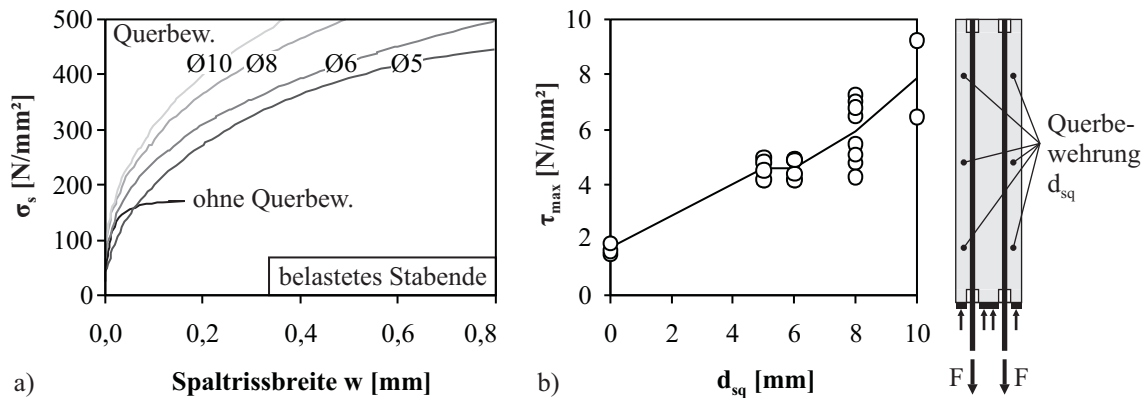 500
400
300
200
100
0
σs [N/mm²]
Querbew.
Ø10 Ø8 Ø6 Ø5
ohne Querbew.
belastetes Stabende
0,0 0,2 0,4 0,6 0,8
a) Spaltrissbreite w [mm]
10
8
6
4
2
0
τmax [N/mm²]
0 2 4 6 8 10
b) dsq [mm]
Querbe-
wehrung
dsq
F F